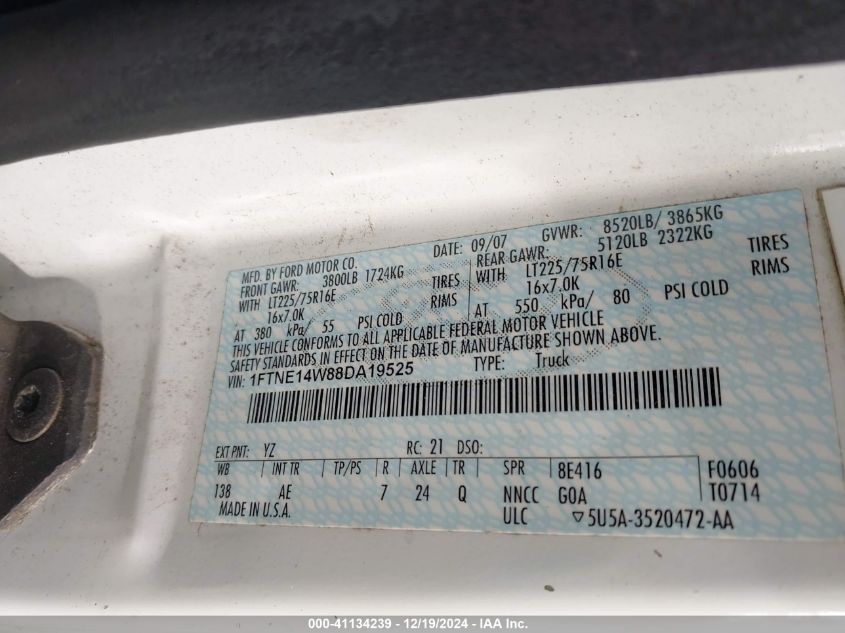 MFD. BY FORD MOTOR CO. DATE: 09/07 GVWR: 8520LB/ 3865KG
FRONT GAWR: 3800LB 1724KG REAR GAWR: 5120LB 2322KG
WITH LT225/75R16E TIRES WITH LT225/75R16E TIRES
16x7.0K RIMS 16x7.0K RIMS
AT 380 kPa/ 55 PSI COLD AT 550 kPa/ 80 PSI COLD
THIS VEHICLE CONFORMS TO ALL APPLICABLE FEDERAL MOTOR VEHICLE
SAFETY STANDARDS IN EFFECT ON THE DATE OF MANUFACTURE SHOWN ABOVE.
VIN: 1FTNE14W88DA19525 TYPE: Truck
EXT PNT: YZ RC: 21 DSO:
WB INT TR TP/PS R AXLE TR SPR 8E416 F0606
138 AE 7 24 Q NNCC G0A T0714
MADE IN U.S.A. ULC ▽5U5A-3520472-AA
000-41134239 - 12/19/2024 - IAA Inc.